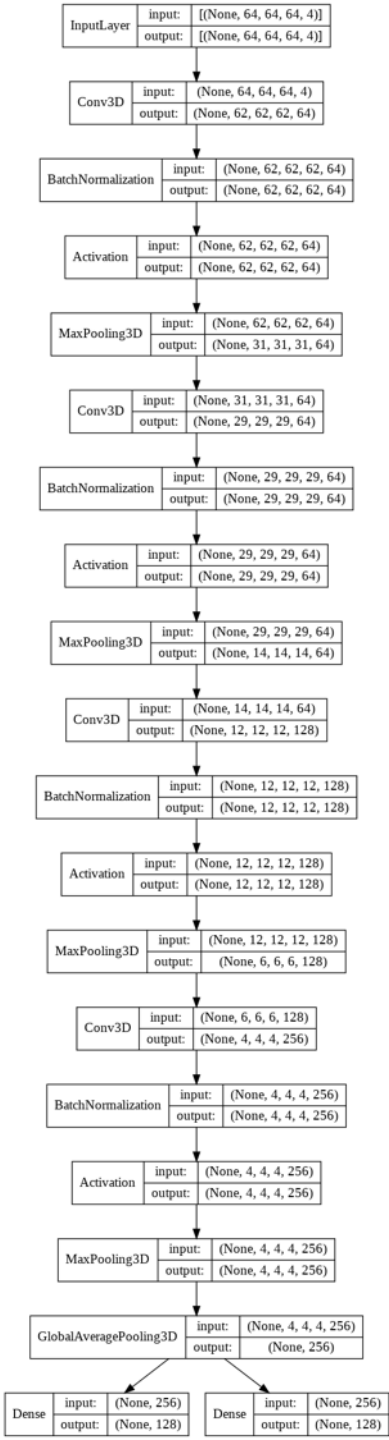 InputLayer input: [(None, 64, 64, 64, 4)]
output: [(None, 64, 64, 64, 4)]
Conv3D input: (None, 64, 64, 64, 4)
output: (None, 62, 62, 62, 64)
BatchNormalization input: (None, 62, 62, 62, 64)
output: (None, 62, 62, 62, 64)
Activation input: (None, 62, 62, 62, 64)
output: (None, 62, 62, 62, 64)
MaxPooling3D input: (None, 62, 62, 62, 64)
output: (None, 31, 31, 31, 64)
Conv3D input: (None, 31, 31, 31, 64)
output: (None, 29, 29, 29, 64)
BatchNormalization input: (None, 29, 29, 29, 64)
output: (None, 29, 29, 29, 64)
Activation input: (None, 29, 29, 29, 64)
output: (None, 29, 29, 29, 64)
MaxPooling3D input: (None, 29, 29, 29, 64)
output: (None, 14, 14, 14, 64)
Conv3D input: (None, 14, 14, 14, 64)
output: (None, 12, 12, 12, 128)
BatchNormalization input: (None, 12, 12, 12, 128)
output: (None, 12, 12, 12, 128)
Activation input: (None, 12, 12, 12, 128)
output: (None, 12, 12, 12, 128)
MaxPooling3D input: (None, 12, 12, 12, 128)
output: (None, 6, 6, 6, 128)
Conv3D input: (None, 6, 6, 6, 128)
output: (None, 4, 4, 4, 256)
BatchNormalization input: (None, 4, 4, 4, 256)
output: (None, 4, 4, 4, 256)
Activation input: (None, 4, 4, 4, 256)
output: (None, 4, 4, 4, 256)
MaxPooling3D input: (None, 4, 4, 4, 256)
output: (None, 4, 4, 4, 256)
GlobalAveragePooling3D input: (None, 4, 4, 4, 256)
output: (None, 256)
Dense input: (None, 256)
output: (None, 128)
Dense input: (None, 256)
output: (None, 128)